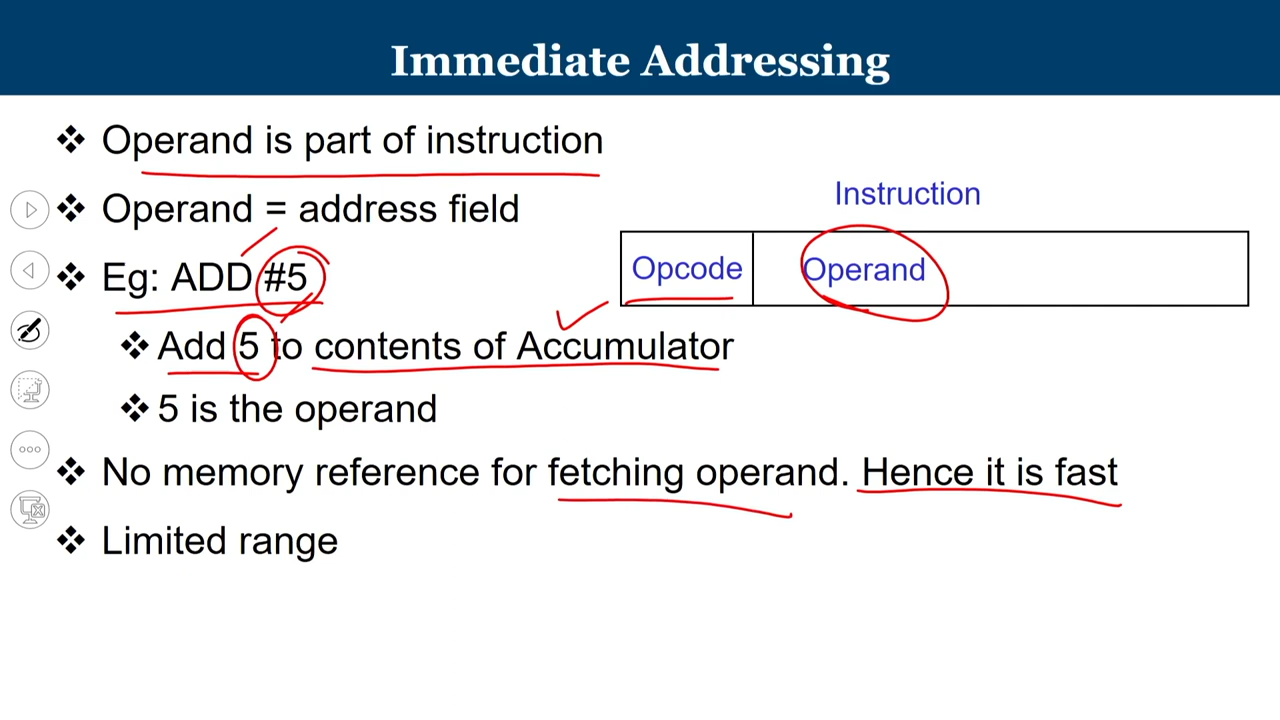 Immediate Addressing
❖ Operand is part of instruction
❖ Operand = address field
❖ Eg: ADD #5
❖ Add 5 to contents of Accumulator
❖ 5 is the operand
❖ No memory reference for fetching operand. Hence it is fast
❖ Limited range
Instruction
Opcode Operand